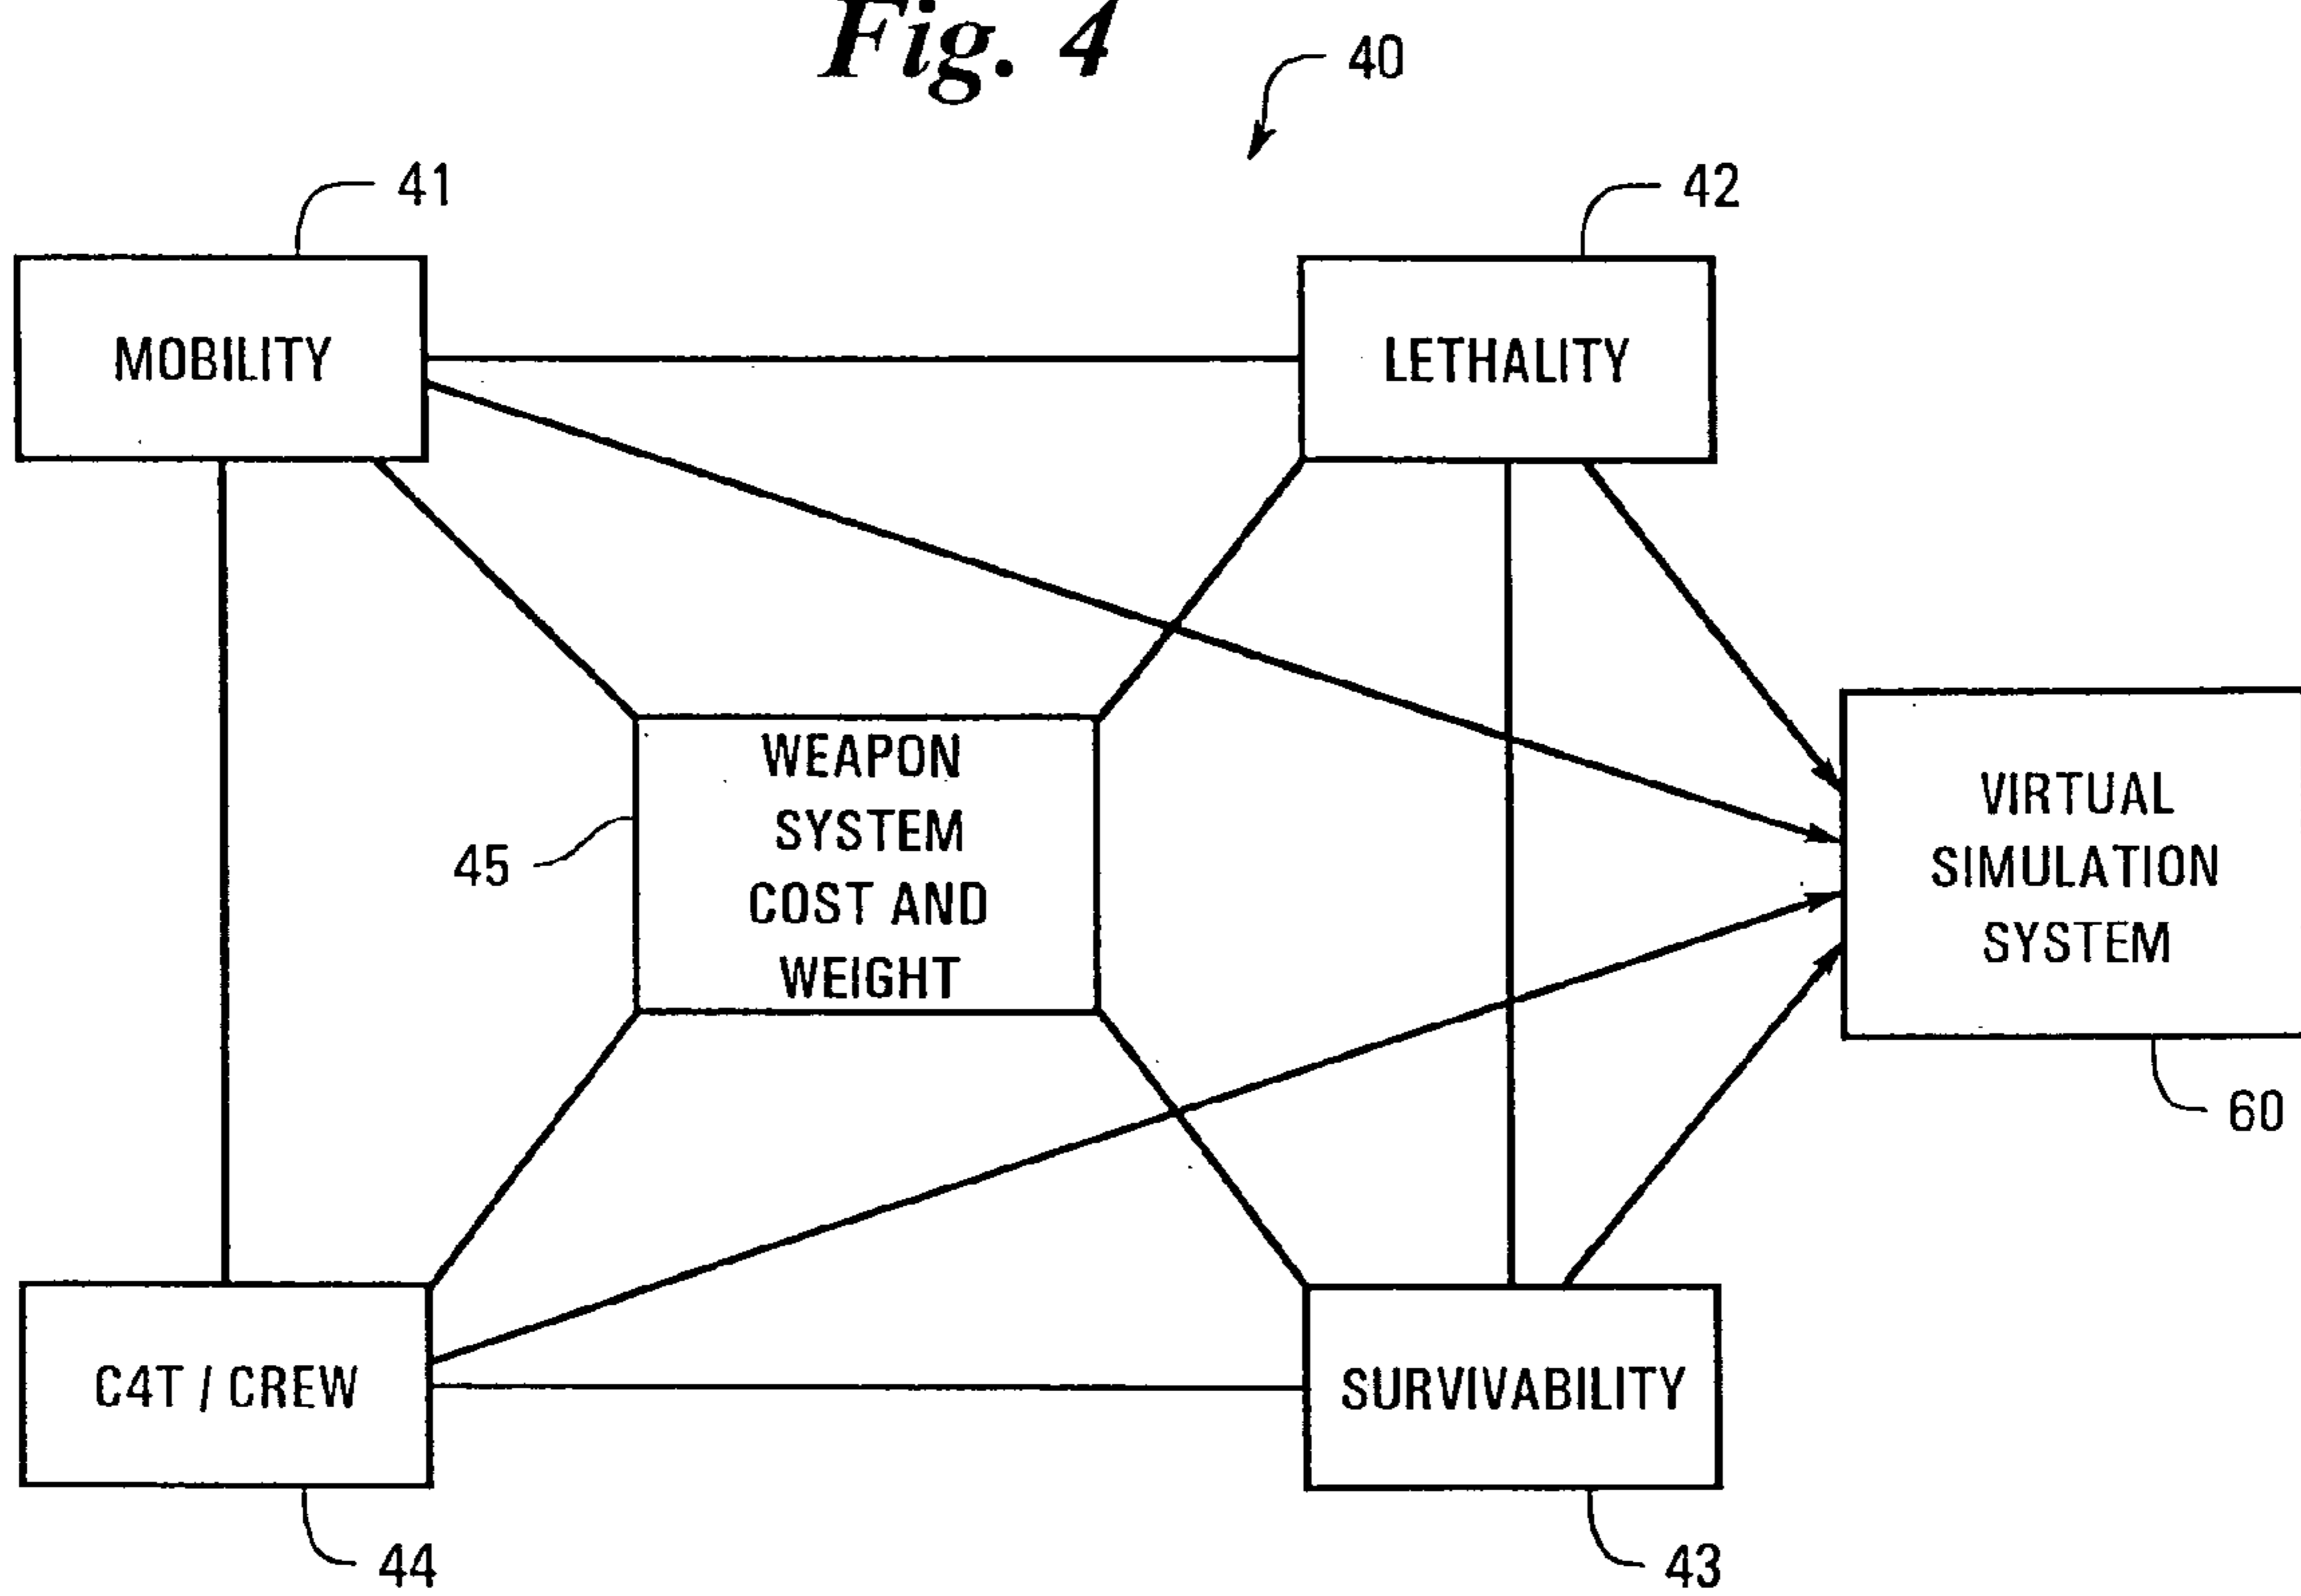 Fig. 4
40
41
42
MOBILITY
LETHALITY
WEAPON
SYSTEM
COST AND
WEIGHT
45
VIRTUAL
SIMULATION
SYSTEM
60
C4T / CREW
SURVIVABILITY
44
43